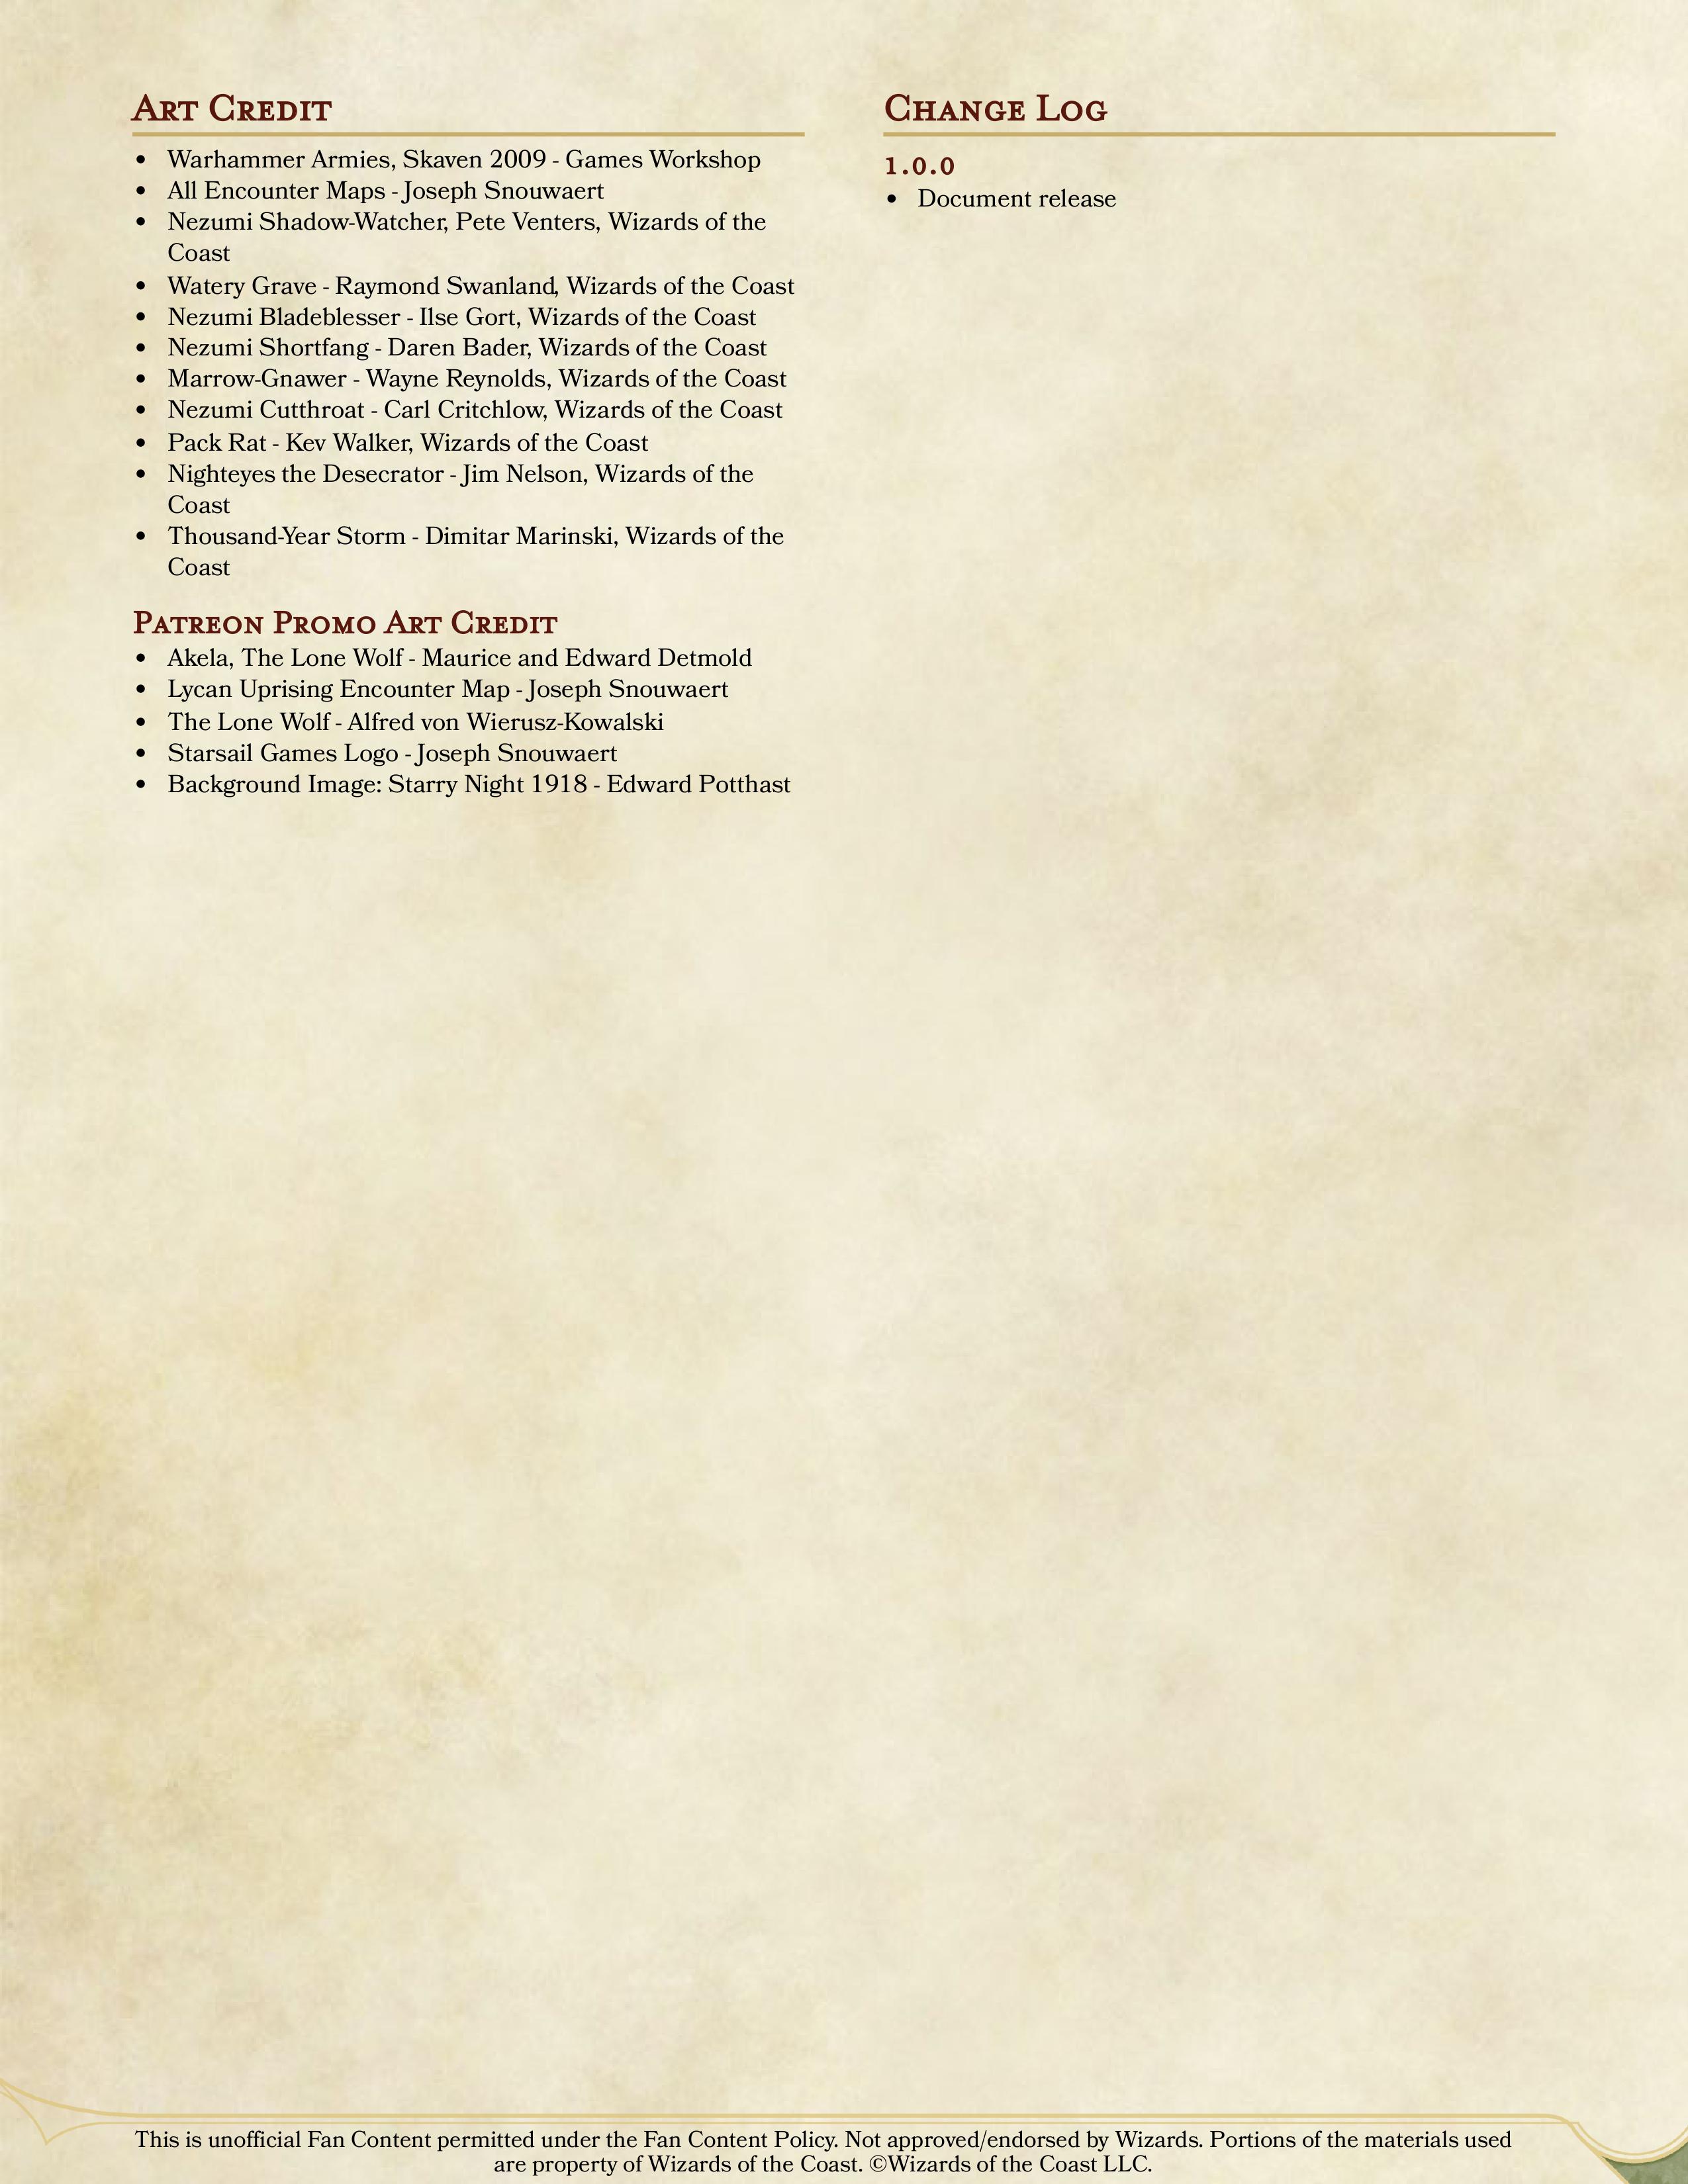 Art Credit
• Warhammer Armies, Skaven 2009 - Games Workshop
• All Encounter Maps - Joseph Snouwaert
• Nezumi Shadow-Watcher, Pete Venters, Wizards of the
Coast
• Watery Grave - Raymond Swanland, Wizards of the Coast
• Nezumi Bladeblesser - Ilse Gort, Wizards of the Coast
• Nezumi Shortfang - Daren Bader, Wizards of the Coast
• Marrow-Gnawer - Wayne Reynolds, Wizards of the Coast
• Nezumi Cutthroat - Carl Critchlow, Wizards of the Coast
• Pack Rat - Kev Walker, Wizards of the Coast
• Nighteyes the Desecrator - Jim Nelson, Wizards of the
Coast
• Thousand-Year Storm - Dimitar Marinski, Wizards of the
Coast
Patreon Promo Art Credit
• Akela, The Lone Wolf - Maurice and Edward Detmold
• Lycan Uprising Encounter Map - Joseph Snouwaert
• The Lone Wolf - Alfred von Wierusz-Kowalski
• Starsail Games Logo - Joseph Snouwaert
• Background Image: Starry Night 1918 - Edward Potthast
Change Log
1.0.0
• Document release
This is unofficial Fan Content permitted under the Fan Content Policy. Not approved/endorsed by Wizards. Portions of the materials used
are property of Wizards of the Coast. ©Wizards of the Coast LLC.